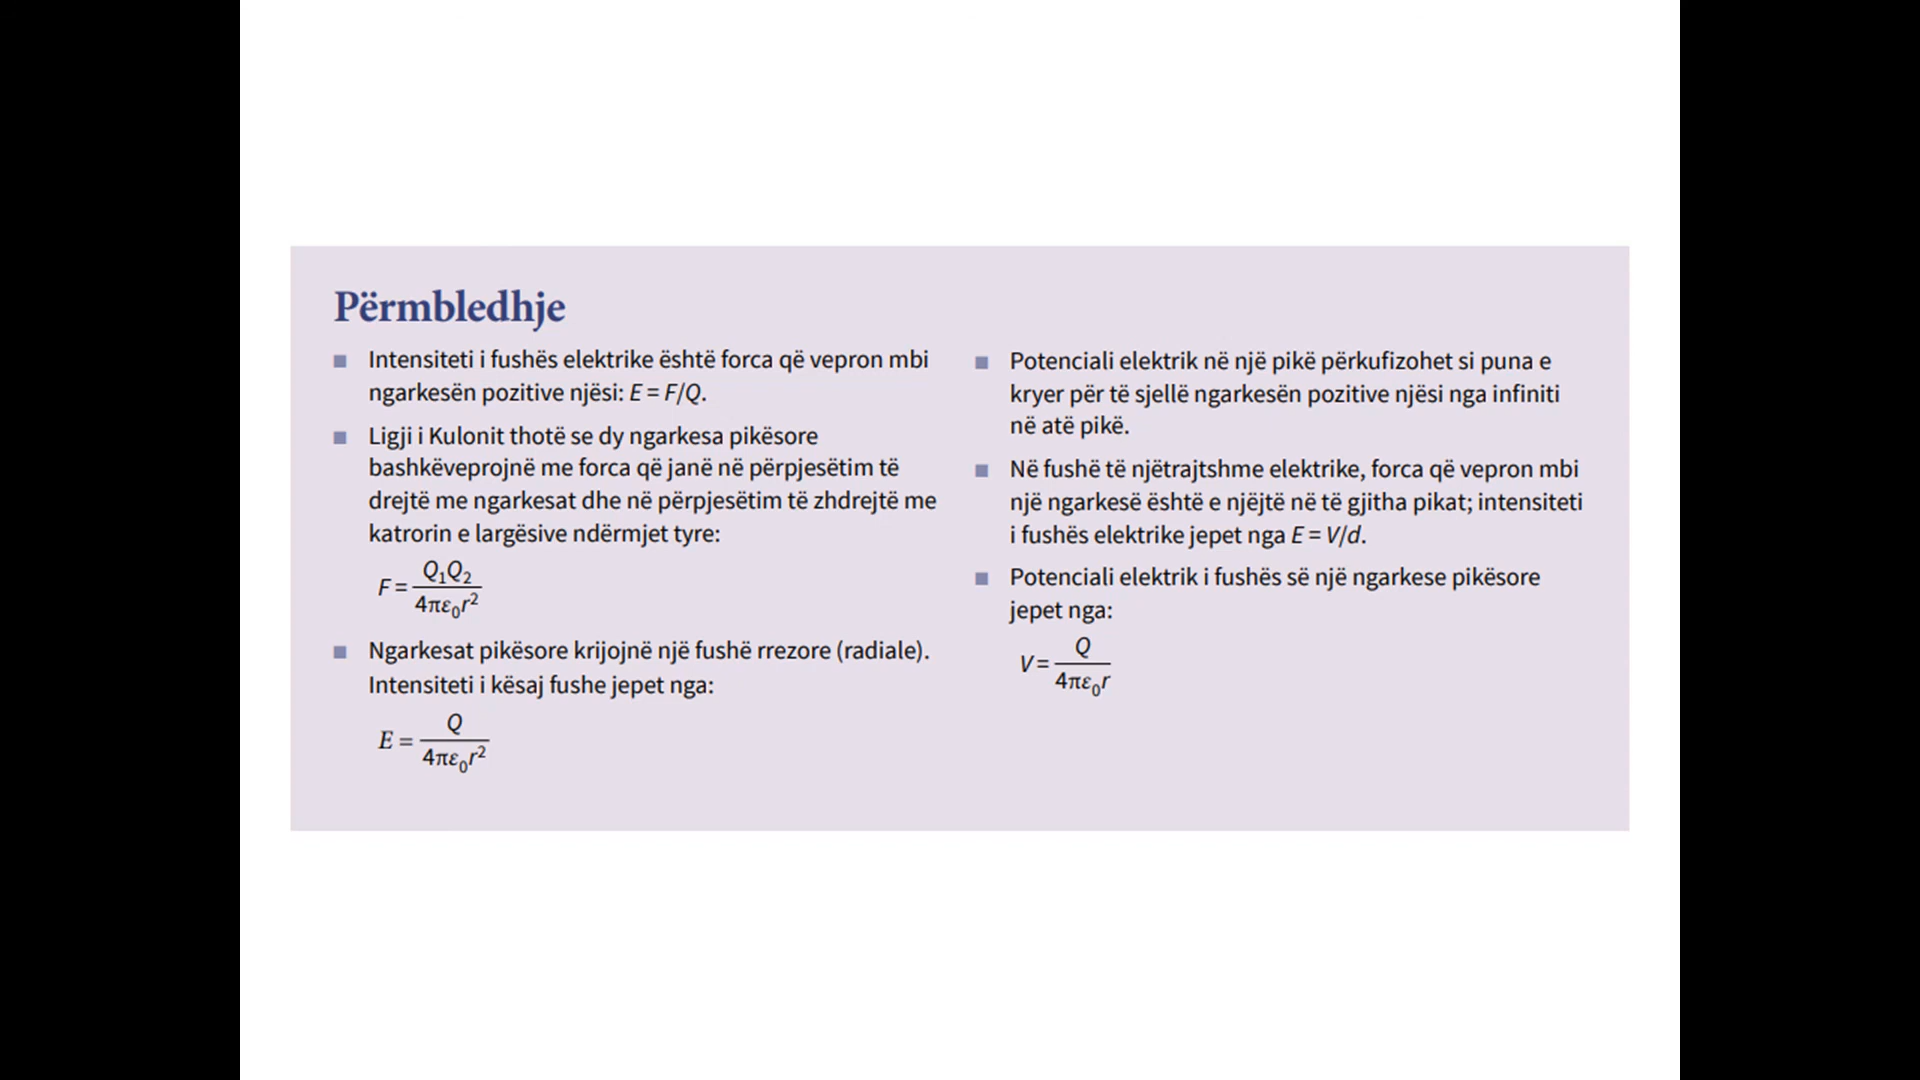 Përmbledhje
Intensiteti i fushës elektrike është forca që vepron mbi
ngarkesën pozitive njësi: E = F/Q.
Ligji i Kulonit thotë se dy ngarkesa pikësore
bashkëveprojnë me forca që janë në përpjesëtim të
drejtë me ngarkesat dhe në përpjesëtim të zhdrejtë me
katrorin e largësive ndërmjet tyre:
F = Q₁Q₂ / 4πε₀r²
Ngarkesat pikësore krijojnë një fushë rrezore (radiale).
Intensiteti i kësaj fushe jepet nga:
E = Q / 4πε₀r²
Potenciali elektrik në një pikë përkufizohet si puna e
kryer për të sjellë ngarkesën pozitive njësi nga infiniti
në atë pikë.
Në fushë të njëtrajtshme elektrike, forca që vepron mbi
një ngarkesë është e njëjtë në të gjitha pikat; intensiteti
i fushës elektrike jepet nga E = V/d.
Potenciali elektrik i fushës së një ngarkese pikësore
jepet nga:
V = Q / 4πε₀r